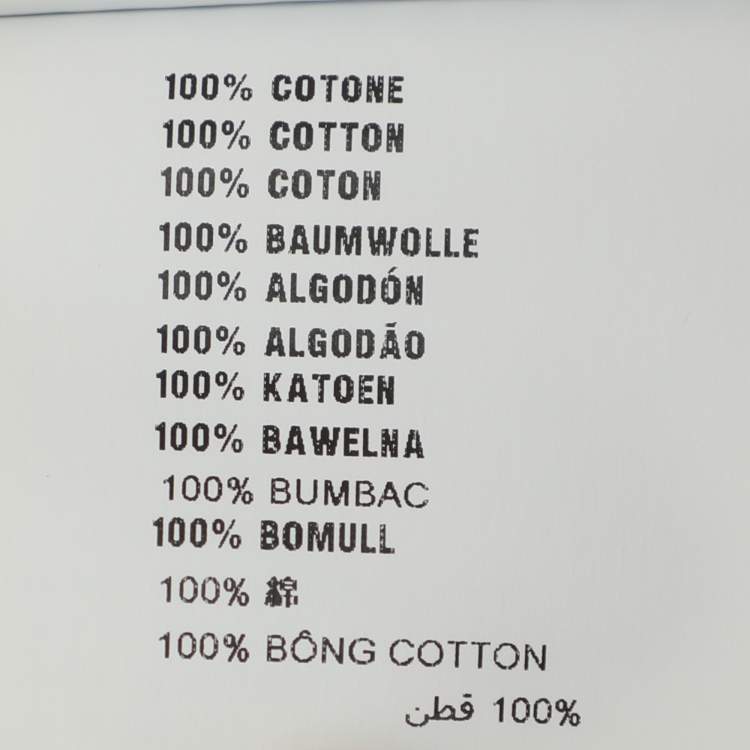 100% COTONE
100% COTTON
100% COTON
100% BAUMWOLLE
100% ALGODÓN
100% ALGODÃO
100% KATOEN
100% BAWELNA
100% BUMBAC
100% BOMULL
100% 綿
100% BÔNG COTTON
100% قطن